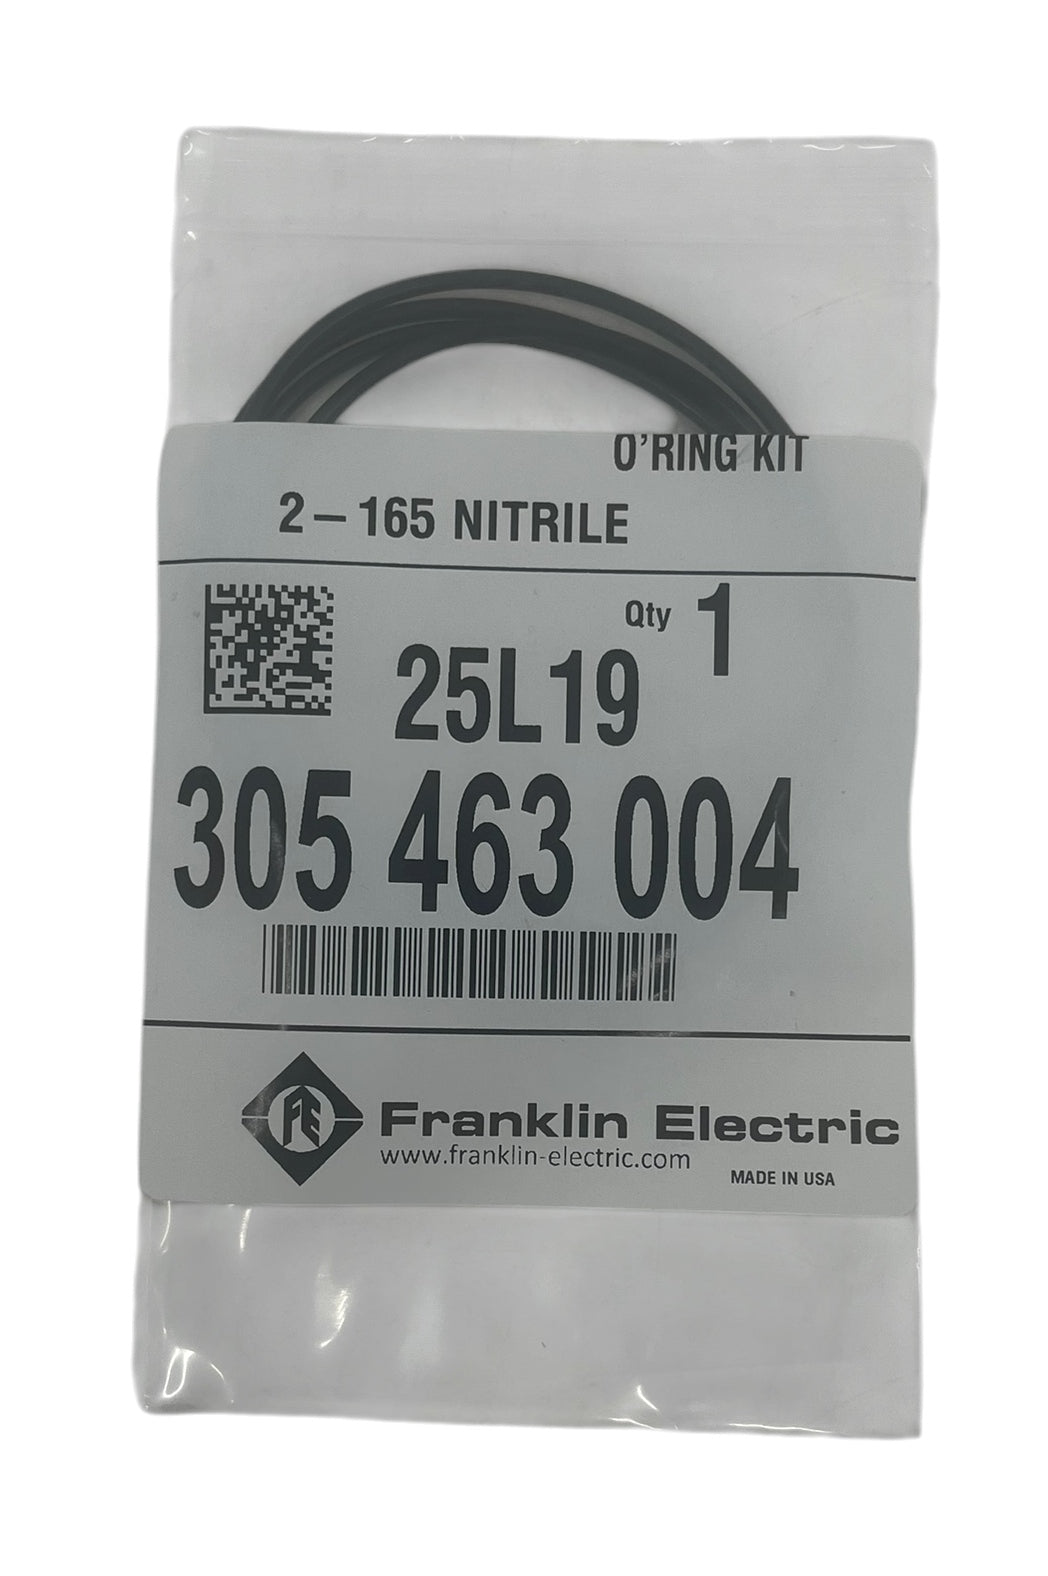 O'RING KIT
2 – 165 NITRILE
Qty 1
25L19
305 463 004
FE Franklin Electric
www.franklin-electric.com
MADE IN USA